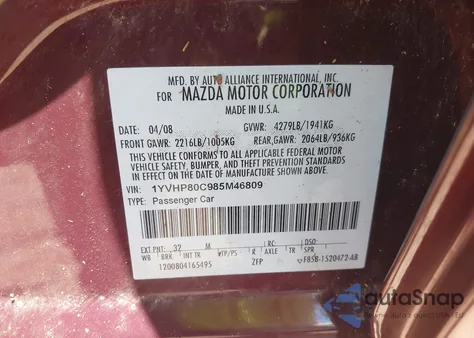 MFD. BY AUTO ALLIANCE INTERNATIONAL, INC.
FOR MAZDA MOTOR CORPORATION
MADE IN U.S.A.
DATE: 04/08 GVWR: 4279LB/1941KG
FRONT GAWR: 2216LB/1005KG REAR GAWR: 2064LB/936KG
THIS VEHICLE CONFORMS TO ALL APPLICABLE FEDERAL MOTOR
VEHICLE SAFETY, BUMPER, AND THEFT PREVENTION STANDARDS
IN EFFECT ON THE DATE OF MANUFACTURE SHOWN ABOVE.
VIN: 1YVHP80C985M46809
TYPE: Passenger Car
EXT PNT: 32 M RC: DSO:
WB BRK INT TR WTP/PS R AXLE TR SPR
1200804165495 ZFP F85B-1520472-AB
autoSnap